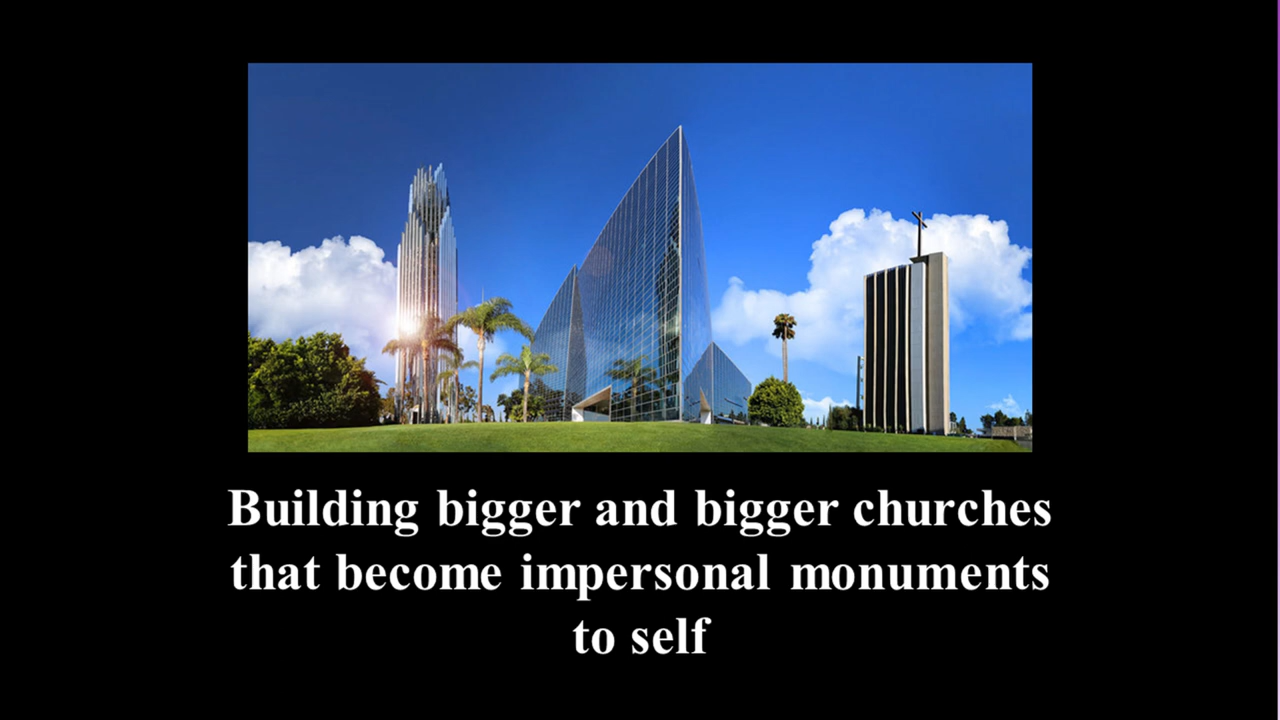 Building bigger and bigger churches
that become impersonal monuments
to self